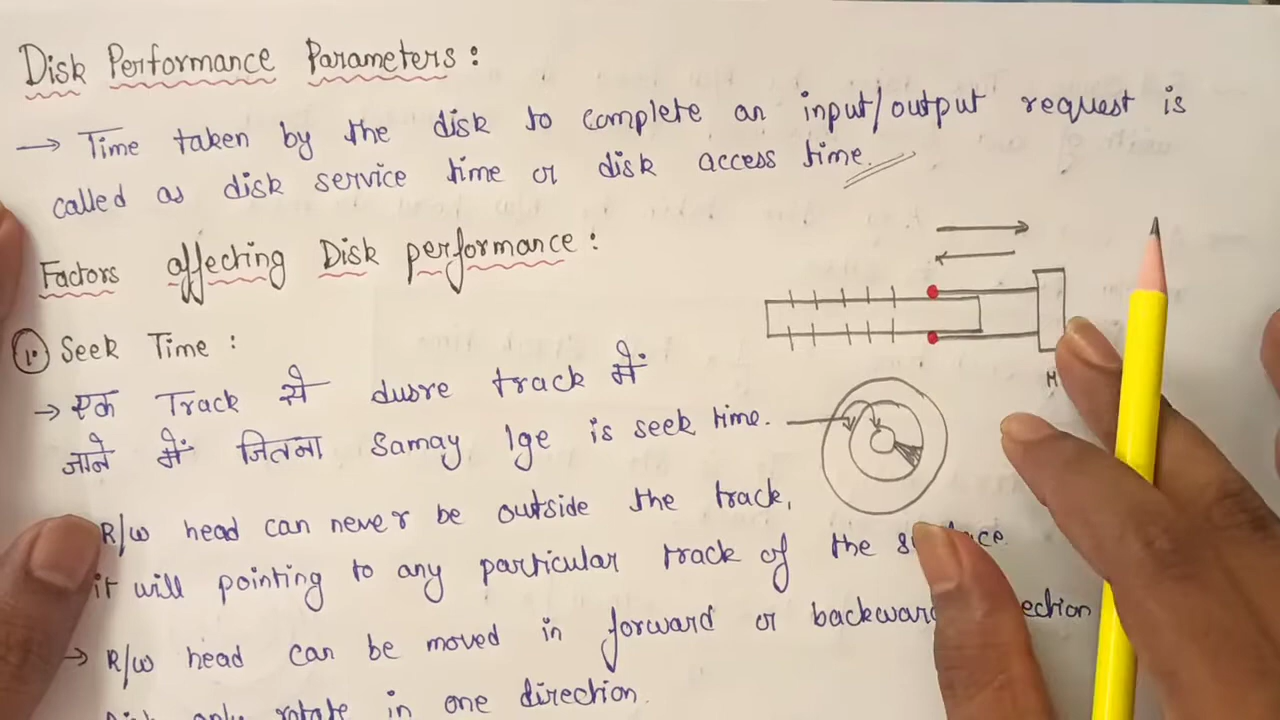 Disk Performance Parameters:
→ Time taken by the disk to complete an input/output request is
called as disk service time or disk access time.
Factors affecting Disk performance:
1. Seek Time:
→ एक Track से dusre track में
जाने में जितना Samay lge is seek time.
R/W head can never be outside the track,
it will pointing to any particular track of the
→ R/W head can be moved in forward or backward
Disk only rotate in one direction.
M